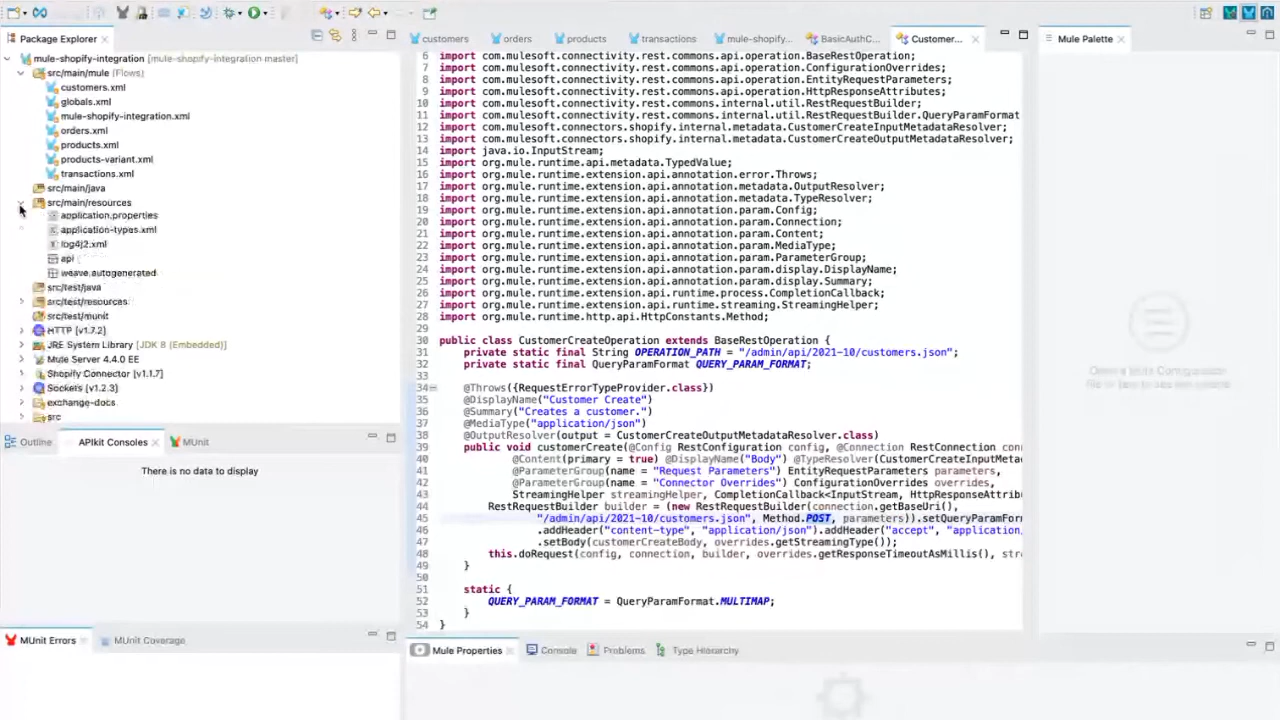 Package Explorer
mule-shopify-integration [mule-shopify-integration master]
src/main/mule (Flows)
customers.xml
globals.xml
mule-shopify-integration.xml
orders.xml
products.xml
products-variant.xml
transactions.xml
src/main/java
src/main/resources
application.properties
application-types.xml
log4j2.xml
api
weave.autogenerated
src/test/java
src/test/resources
src/test/munit
HTTP [v1.7.2]
JRE System Library [JDK 8 (Embedded)]
Mule Server 4.4.0 EE
Shopify Connector [v1.1.7]
Sockets [v1.2.3]
exchange-docs
src
Outline APIkit Consoles MUnit
There is no data to display
MUnit Errors MUnit Coverage
customers orders products transactions mule-shopify... BasicAuthC... Customer...
6 import com.mulesoft.connectivity.rest.commons.api.operation.BaseRestOperation;
7 import com.mulesoft.connectivity.rest.commons.api.operation.ConfigurationOverrides;
8 import com.mulesoft.connectivity.rest.commons.api.operation.EntityRequestParameters;
9 import com.mulesoft.connectivity.rest.commons.api.operation.HttpResponseAttributes;
10 import com.mulesoft.connectivity.rest.commons.internal.util.RestRequestBuilder;
11 import com.mulesoft.connectivity.rest.commons.internal.util.RestRequestBuilder.QueryParamFormat
12 import com.mulesoft.connectors.shopify.internal.metadata.CustomerCreateInputMetadataResolver;
13 import com.mulesoft.connectors.shopify.internal.metadata.CustomerCreateOutputMetadataResolver;
14 import java.io.InputStream;
15 import org.mule.runtime.api.metadata.TypedValue;
16 import org.mule.runtime.extension.api.annotation.error.Throws;
17 import org.mule.runtime.extension.api.annotation.metadata.OutputResolver;
18 import org.mule.runtime.extension.api.annotation.metadata.TypeResolver;
19 import org.mule.runtime.extension.api.annotation.param.Config;
20 import org.mule.runtime.extension.api.annotation.param.Connection;
21 import org.mule.runtime.extension.api.annotation.param.Content;
22 import org.mule.runtime.extension.api.annotation.param.MediaType;
23 import org.mule.runtime.extension.api.annotation.param.ParameterGroup;
24 import org.mule.runtime.extension.api.annotation.param.display.DisplayName;
25 import org.mule.runtime.extension.api.annotation.param.display.Summary;
26 import org.mule.runtime.extension.api.runtime.process.CompletionCallback;
27 import org.mule.runtime.extension.api.runtime.streaming.StreamingHelper;
28 import org.mule.runtime.http.api.HttpConstants.Method;
29
30 public class CustomerCreateOperation extends BaseRestOperation {
31 private static final String OPERATION_PATH = "/admin/api/2021-10/customers.json";
32 private static final QueryParamFormat QUERY_PARAM_FORMAT;
33
34 @Throws({RequestErrorTypeProvider.class})
35 @DisplayName("Customer Create")
36 @Summary("Creates a customer.")
37 @MediaType("application/json")
38 @OutputResolver(output = CustomerCreateOutputMetadataResolver.class)
39 public void customerCreate(@Config RestConfiguration config, @Connection RestConnection con
40 @Content(primary = true) @DisplayName("Body") @TypeResolver(CustomerCreateInputMetada
41 @ParameterGroup(name = "Request Parameters") EntityRequestParameters parameters,
42 @ParameterGroup(name = "Connector Overrides") ConfigurationOverrides overrides,
43 StreamingHelper streamingHelper, CompletionCallback<InputStream, HttpResponseAttribut
44 RestRequestBuilder builder = (new RestRequestBuilder(connection.getBaseUri(),
45 "/admin/api/2021-10/customers.json", Method.POST, parameters)).setQueryParamForm
46 .addHeader("content-type", "application/json").addHeader("accept", "application,
47 .setBody(customerCreateBody, overrides.getStreamingType());
48 this.doRequest(config, connection, builder, overrides.getResponseTimeoutAsMillis(), stre
49 }
50
51 static {
52 QUERY_PARAM_FORMAT = QueryParamFormat.MULTIMAP;
53 }
54 }
Mule Properties Console Problems Type Hierarchy
Mule Palette